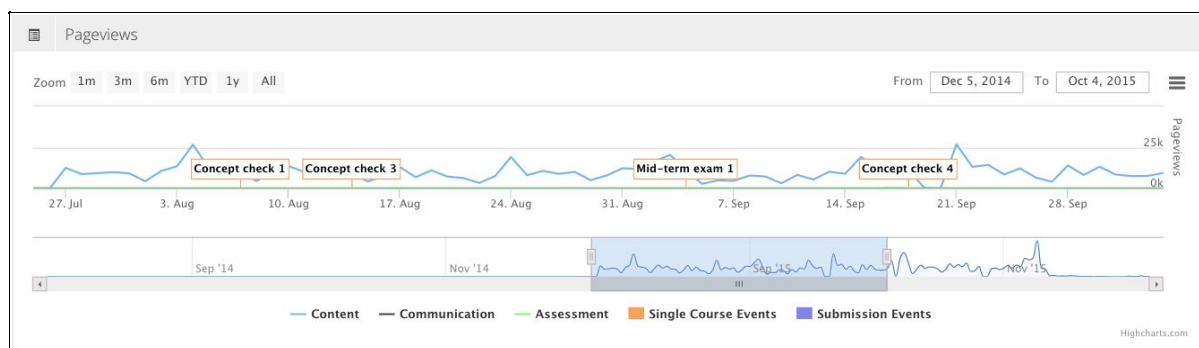 Pageviews
Zoom 1m 3m 6m YTD 1y All From Dec 5, 2014 To Oct 4, 2015
Pageviews
25k
Concept check 1 Concept check 3 Mid-term exam 1 Concept check 4
0k
27. Jul 3. Aug 10. Aug 17. Aug 24. Aug 31. Aug 7. Sep 14. Sep 21. Sep 28. Sep
Sep '14 Nov '14 Sep '15 Nov '15
Content Communication Assessment Single Course Events Submission Events
Highcharts.com